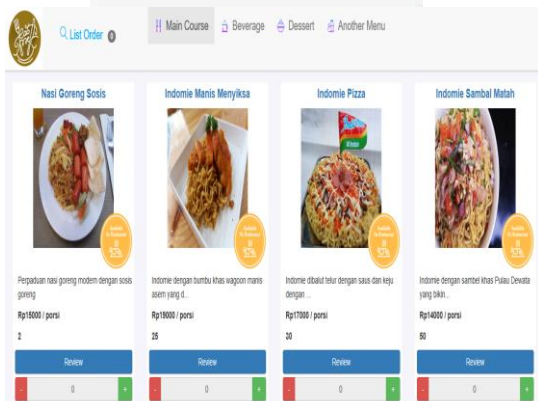 List Order 0
Main Course
Beverage
Dessert
Another Menu
Nasi Goreng Sosis
Perpaduan nasi goreng modern dengan sosis
goreng
Rp15000 / porsi
2
Review
- 0 +
Indomie Manis Menyiksa
Indomie dengan bumbu khas wagoon manis
asem yang d...
Rp19000 / porsi
25
Review
- 0 +
Indomie Pizza
Indomie dibalut telur dengan saus dan keju
dengan ...
Rp17000 / porsi
30
Review
- 0 +
Indomie Sambal Matah
Indomie dengan sambel khas Pulau Dewata
yang bikin...
Rp14000 / porsi
50
Review
- 0 +